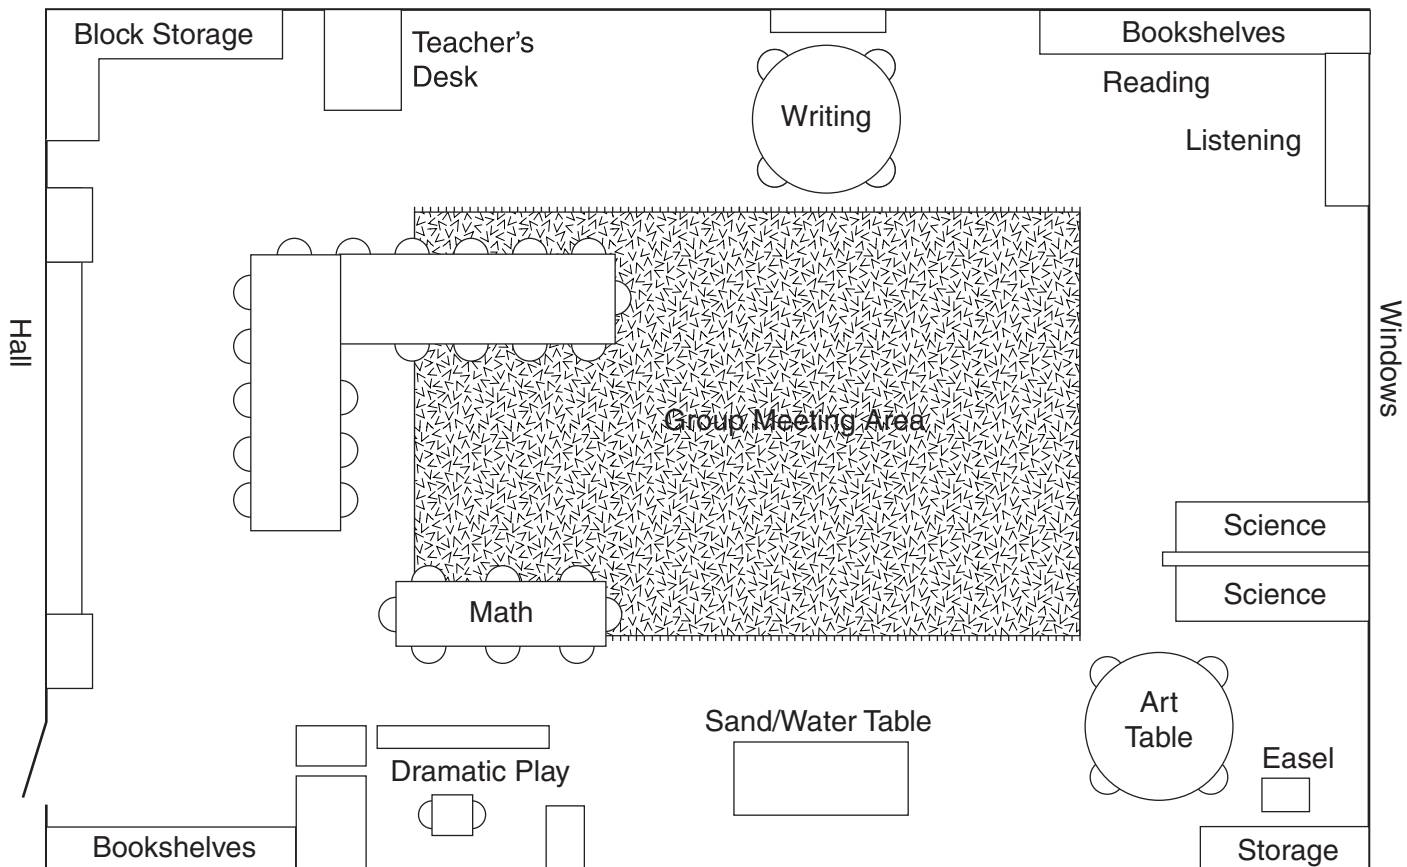 Block Storage
Teacher’s
Desk
Writing
Bookshelves
Reading
Listening
Hall
Windows
Group Meeting Area
Science
Science
Math
Art
Table
Sand/Water Table
Easel
Dramatic Play
Bookshelves
Storage